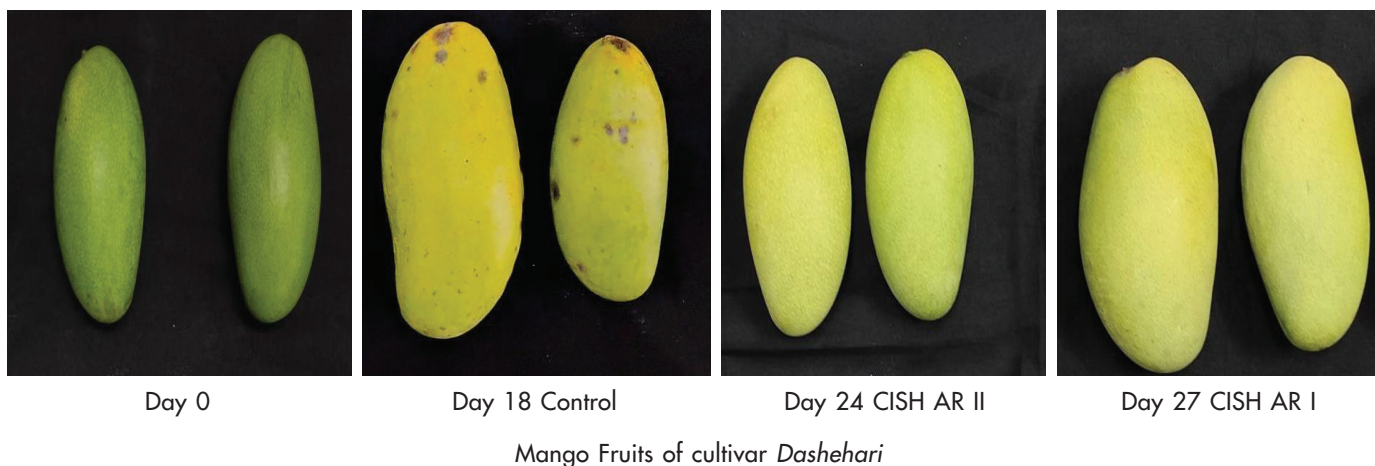 Day 0
Day 18 Control
Day 24 CISH AR II
Day 27 CISH AR I
Mango Fruits of cultivar Dashehari